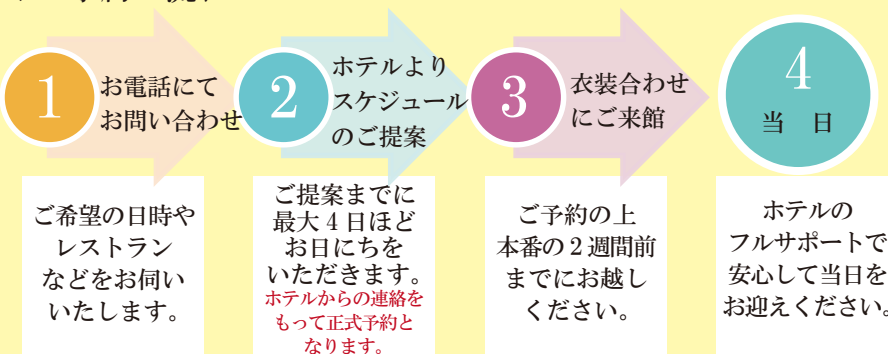 1
お電話にて
お問い合わせ
2
ホテルより
スケジュール
のご提案
3
衣装合わせ
にご来館
4
当　日
ご希望の日時や
レストラン
などをお伺い
いたします。
ご提案までに
最大４日ほど
お日にちを
いただきます。
ホテルからの連絡を
もって正式予約と
なります。
ご予約の上
本番の２週間前
までにお越し
ください。
ホテルの
フルサポートで
安心して当日を
お迎えください。